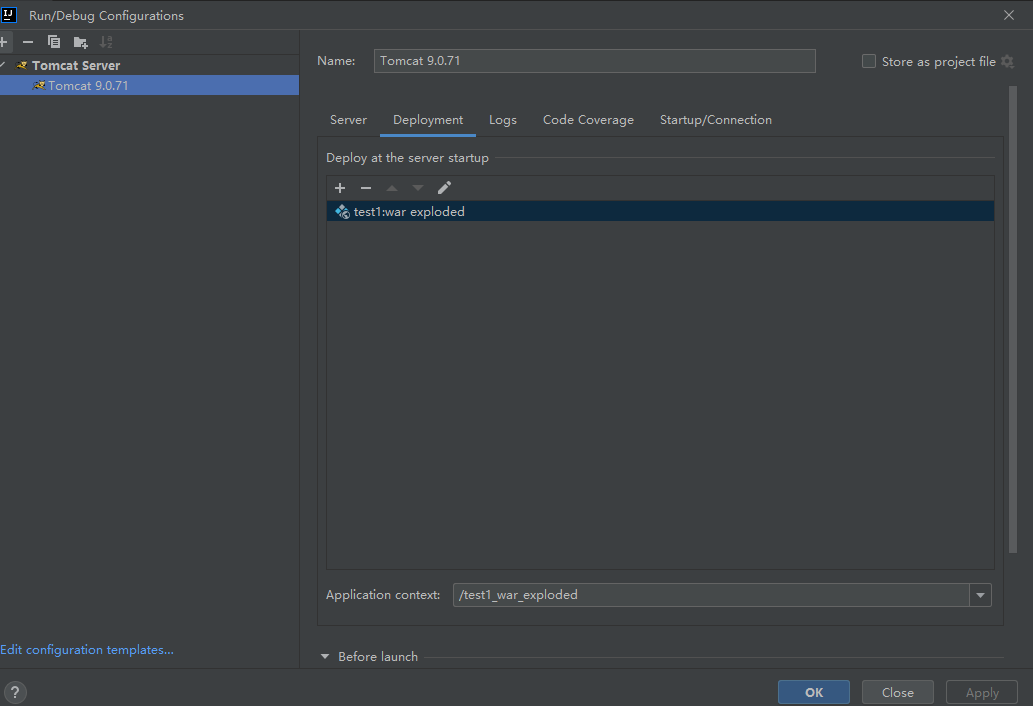 Run/Debug Configurations
Tomcat Server
Tomcat 9.0.71
Name: Tomcat 9.0.71 Store as project file
Server Deployment Logs Code Coverage Startup/Connection
Deploy at the server startup
test1:war exploded
Application context: /test1_war_exploded
Edit configuration templates...
Before launch
? OK Close Apply